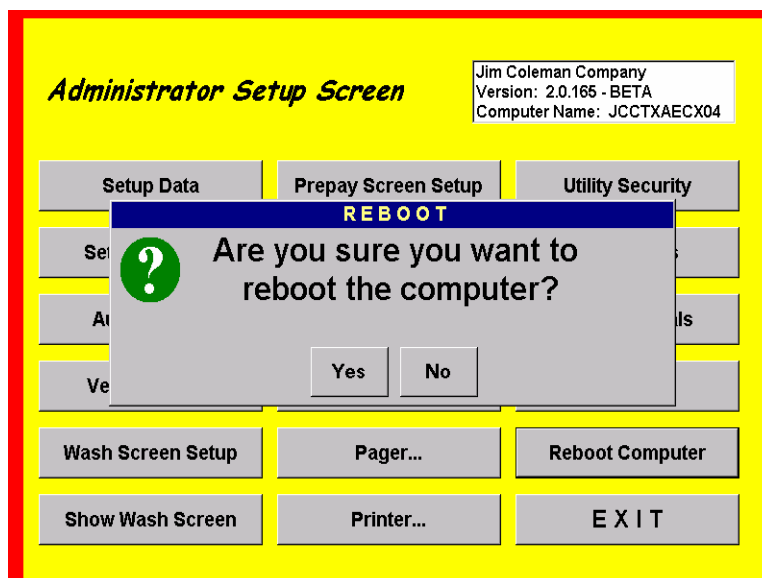 Administrator Setup Screen
Jim Coleman Company
Version: 2.0.165 - BETA
Computer Name: JCCTXAECX04
Setup Data
Prepay Screen Setup
Utility Security
REBOOT
?
Are you sure you want to
reboot the computer?
Yes
No
Wash Screen Setup
Pager...
Reboot Computer
Show Wash Screen
Printer...
EXIT